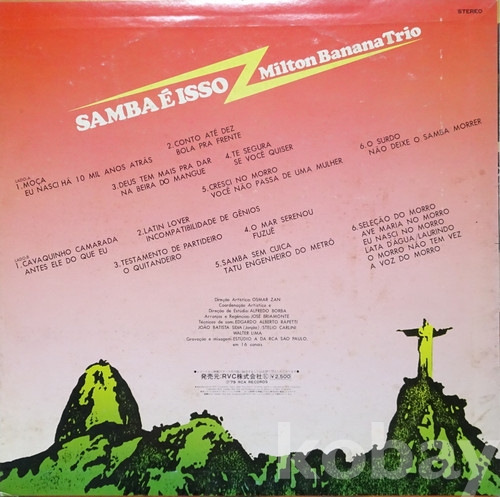 STEREO
SAMBA É ISSO
Milton Banana Trio
LADO A
1. MOÇA
EU NASCI HÁ 10 MIL ANOS ATRÁS
2. CONTO ATÉ DEZ
BOLA PRA FRENTE
3. DEUS TEM MAIS PRA DAR
NA BEIRA DO MANGUE
4. TE SEGURA
SE VOCÊ QUISER
5. CRESCI NO MORRO
VOCÊ NÃO PASSA DE UMA MULHER
6. O SURDO
NÃO DEIXE O SAMBA MORRER
LADO B
1. CAVAQUINHO CAMARADA
ANTES ELE DO QUE EU
2. LATIN LOVER
INCOMPATIBILIDADE DE GÊNIOS
3. TESTAMENTO DE PARTIDEIRO
O QUITANDEIRO
4. O MAR SERENOU
FUZUÊ
5. SAMBA SEM CUICA
TATU ENGENHEIRO DO METRÔ
6. SELEÇÃO DO MORRO
AVE MARIA NO MORRO
EU NASCI NO MORRO
LATA D'ÁGUA LAURINDO
O MORRO NÃO TEM VEZ
A VOZ DO MORRO
Direção Artística: OSMAR ZAN
Coordenação Artística e
Direção de Estúdio: ALFREDO BORBA
Arranjos e Regências: JOSÉ BRIAMONTE
Técnicos de som: EDGARDO ALBERTO RAPETTI
JOÃO BATISTA SILVA STELIO CARLINI
WALTER LIMA
Gravação e mixagem: ESTÚDIO A DA RCA SÃO PAULO,
em 16 canais
発売元:RVC株式会社 ¥2,500
RCA RECORDS
kobay